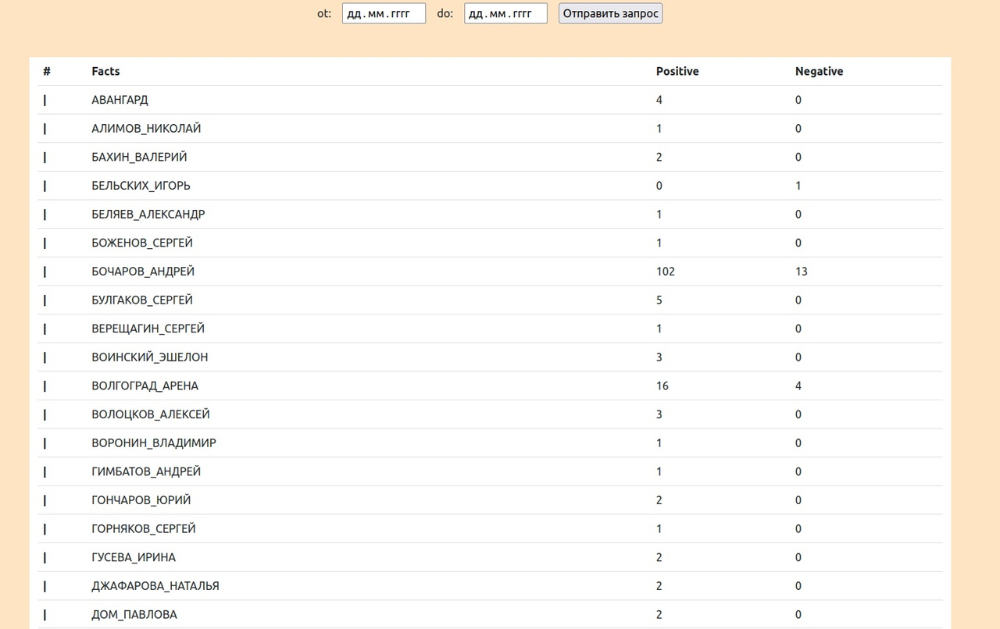 ot: дд.мм.гггг do: дд.мм.гггг Отправить запрос
# Facts Positive Negative
| АВАНГАРД 4 0
| АЛИМОВ_НИКОЛАЙ 1 0
| БАХИН_ВАЛЕРИЙ 2 0
| БЕЛЬСКИХ_ИГОРЬ 0 1
| БЕЛЯЕВ_АЛЕКСАНДР 1 0
| БОЖЕНОВ_СЕРГЕЙ 1 0
| БОЧАРОВ_АНДРЕЙ 102 13
| БУЛГАКОВ_СЕРГЕЙ 5 0
| ВЕРЕЩАГИН_СЕРГЕЙ 1 0
| ВОИНСКИЙ_ЭШЕЛОН 3 0
| ВОЛГОГРАД_АРЕНА 16 4
| ВОЛОЦКОВ_АЛЕКСЕЙ 3 0
| ВОРОНИН_ВЛАДИМИР 1 0
| ГИМБАТОВ_АНДРЕЙ 1 0
| ГОНЧАРОВ_ЮРИЙ 2 0
| ГОРНЯКОВ_СЕРГЕЙ 1 0
| ГУСЕВА_ИРИНА 2 0
| ДЖАФАРОВА_НАТАЛЬЯ 2 0
| ДОМ_ПАВЛОВА 2 0